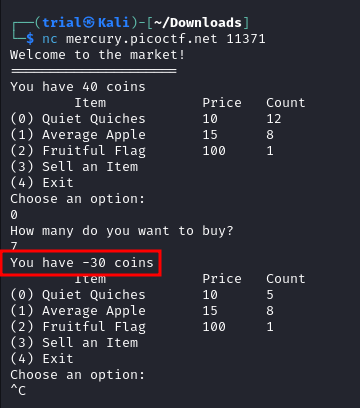 ┌──(trial㉿Kali)-[~/Downloads]
└─$ nc mercury.picoctf.net 11371
Welcome to the market!
=====================
You have 40 coins
        Item            Price   Count
(0) Quiet Quiches       10      12
(1) Average Apple       15      8
(2) Fruitful Flag       100     1
(3) Sell an Item
(4) Exit
Choose an option:
0
How many do you want to buy?
7
You have -30 coins
        Item            Price   Count
(0) Quiet Quiches       10      5
(1) Average Apple       15      8
(2) Fruitful Flag       100     1
(3) Sell an Item
(4) Exit
Choose an option:
^C